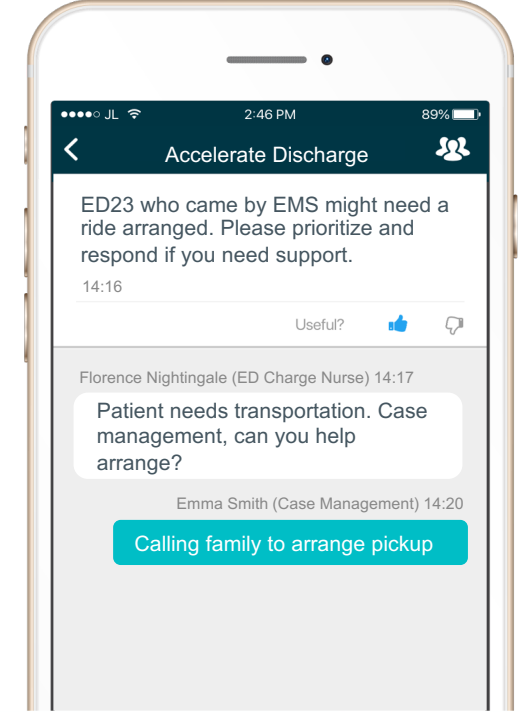 JL 2:46 PM 89%
Accelerate Discharge
ED23 who came by EMS might need a
ride arranged. Please prioritize and
respond if you need support.
14:16
Useful?
Florence Nightingale (ED Charge Nurse) 14:17
Patient needs transportation. Case
management, can you help
arrange?
Emma Smith (Case Management) 14:20
Calling family to arrange pickup